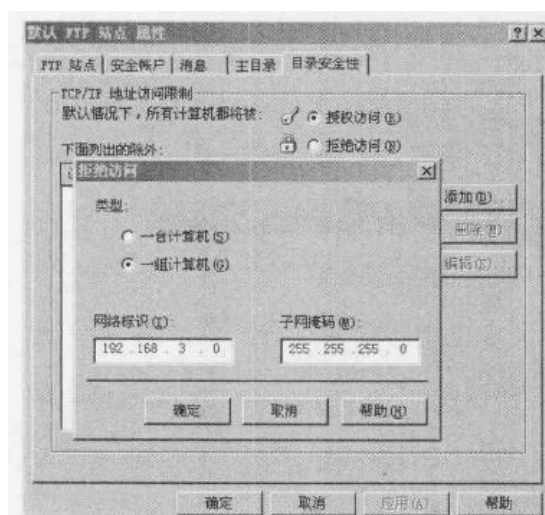 默认 FTP 站点 属性
FTP 站点 安全帐户 消息 主目录 目录安全性
TCP/IP 地址访问限制
默认情况下，所有计算机都将被： 授权访问(R)
拒绝访问(N)
下面列出的除外：
拒绝访问
类型：
添加(D)...
一台计算机(S)
删除(M)
一组计算机(G)
编辑(I)...
网络标识(I)： 子网掩码(M)：
192 .168 . 3 . 0 255 .255 .255 . 0
确定 取消 帮助(H)
确定 取消 应用(A) 帮助